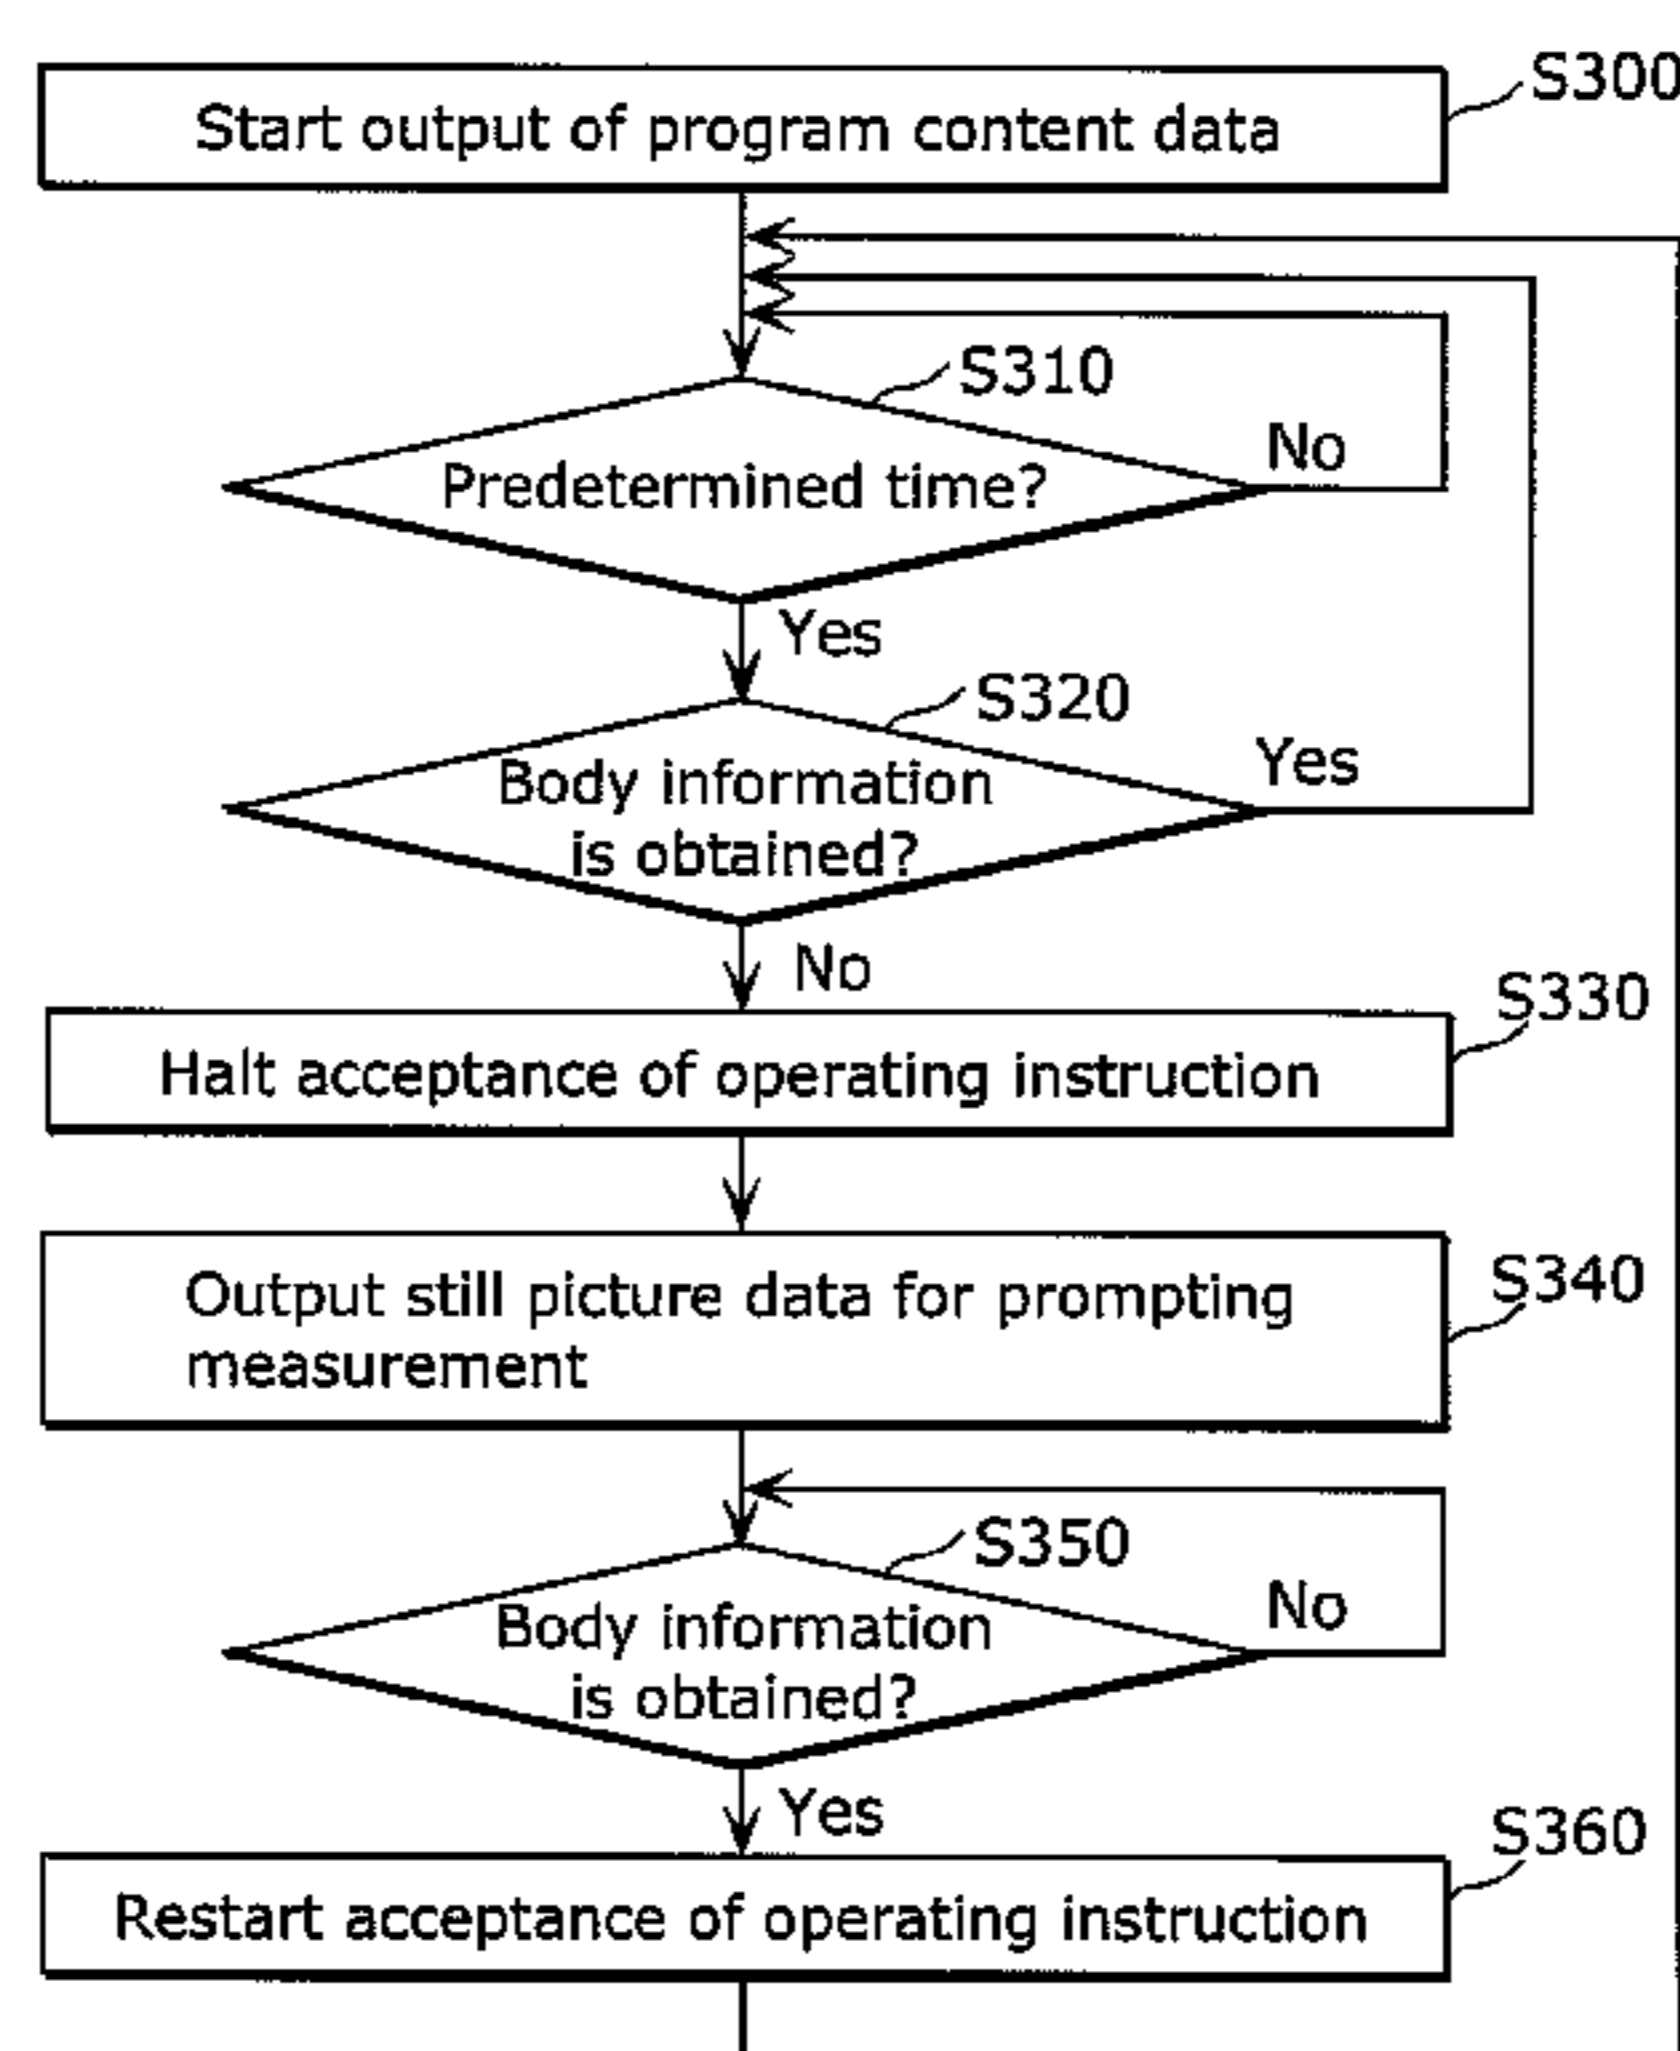 S300
Start output of program content data
S310
No
Predetermined time?
Yes
S320
Yes
Body information
is obtained?
No
S330
Halt acceptance of operating instruction
S340
Output still picture data for prompting
measurement
S350
No
Body information
is obtained?
Yes
S360
Restart acceptance of operating instruction